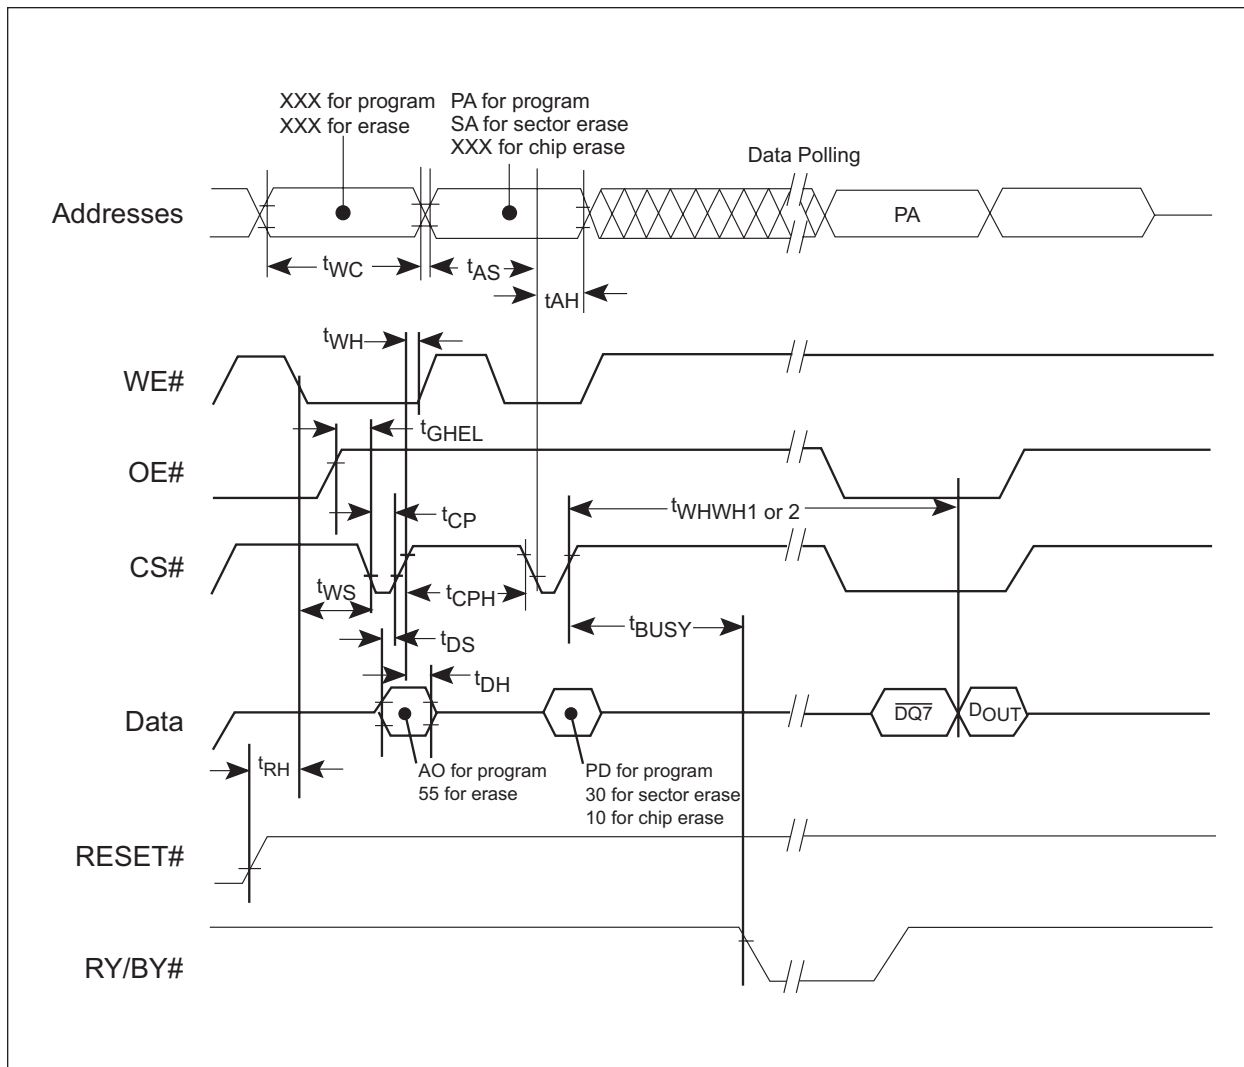 XXX for program
XXX for erase
PA for program
SA for sector erase
XXX for chip erase
Data Polling
Addresses
PA
tWC
tAS
tAH
tWH
WE#
tGHEL
OE#
tWHWH1 or 2
tCP
CS#
tWS
tCPH
tBUSY
tDS
tDH
Data
DQ7
DOUT
tRH
AO for program
55 for erase
PD for program
30 for sector erase
10 for chip erase
RESET#
RY/BY#